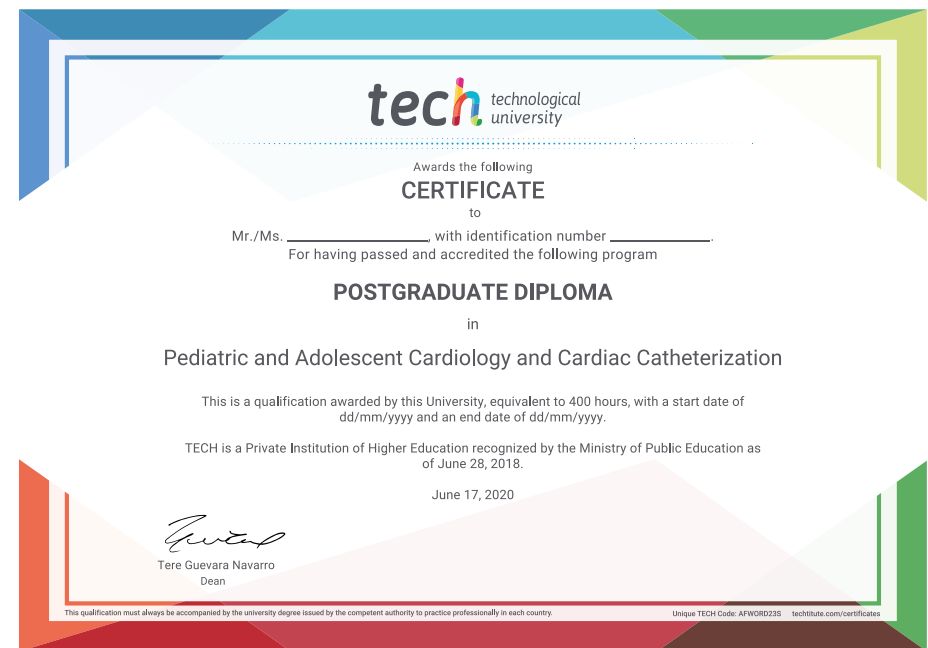 tech technological
university
Awards the following
CERTIFICATE
to
Mr./Ms. ____________, with identification number ____________.
For having passed and accredited the following program
POSTGRADUATE DIPLOMA
in
Pediatric and Adolescent Cardiology and Cardiac Catheterization
This is a qualification awarded by this University, equivalent to 400 hours, with a start date of
dd/mm/yyyy and an end date of dd/mm/yyyy.
TECH is a Private Institution of Higher Education recognized by the Ministry of Public Education as
of June 28, 2018.
June 17, 2020
Tere Guevara Navarro
Dean
This qualification must always be accompanied by the university degree issued by the competent authority to practice professionally in each country. Unique TECH Code: AFWORD23S techtitute.com/certificates